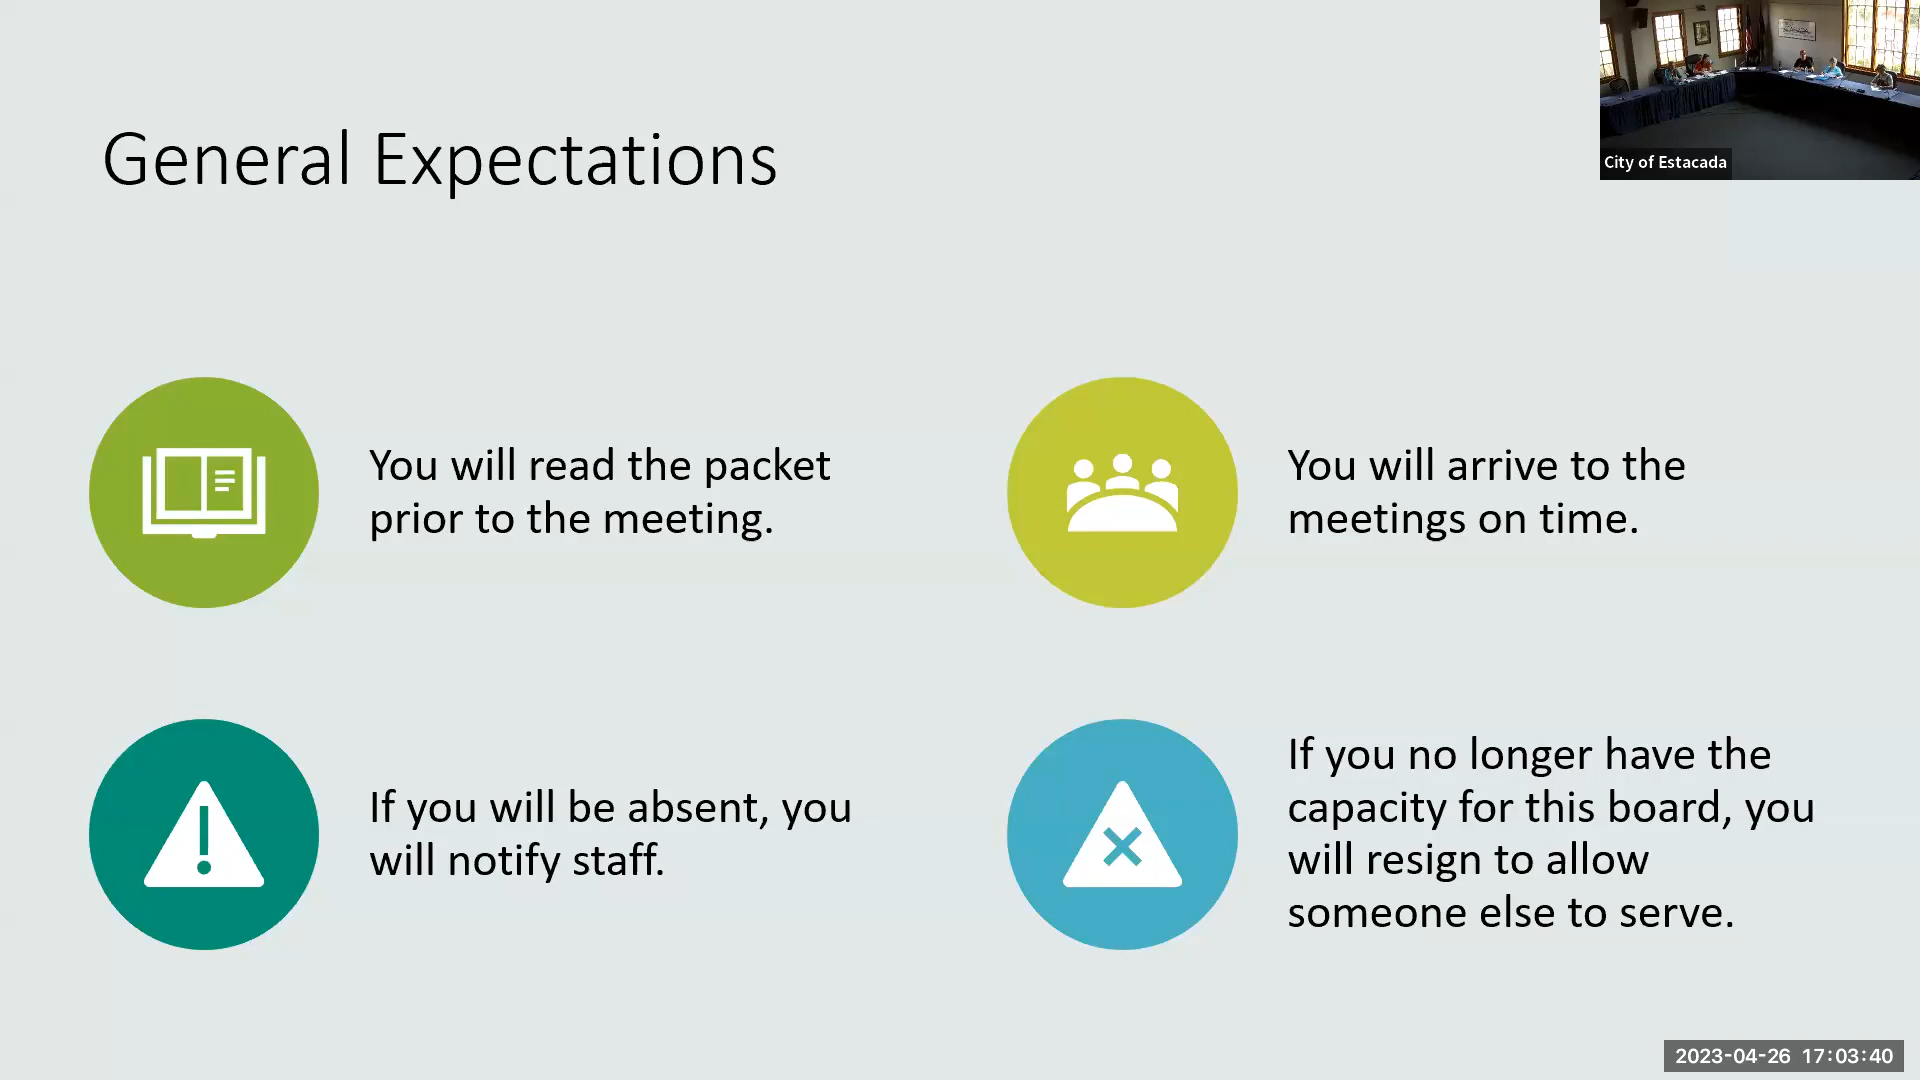 General Expectations
City of Estacada
You will read the packet
prior to the meeting.
You will arrive to the
meetings on time.
If you will be absent, you
will notify staff.
If you no longer have the
capacity for this board, you
will resign to allow
someone else to serve.
2023-04-26 17:03:40